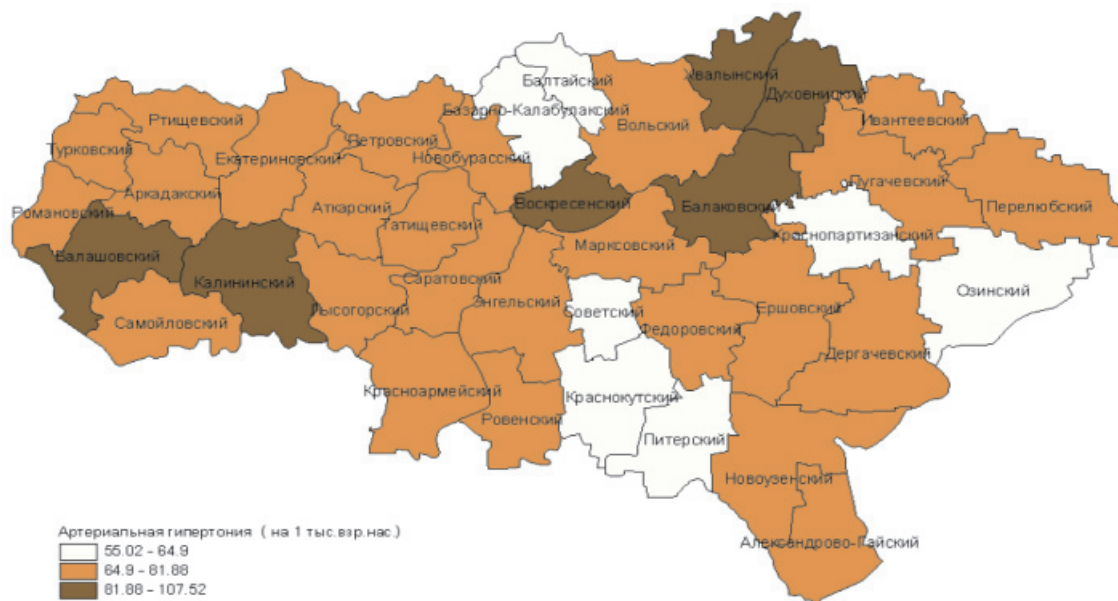 Балтайский
Хвалынский
Духовницкий
Базарно-Калабулакский
Ртищевский
Вольский
Ивантеевский
Турковский
Петровский
Екатериновский
Новобурасский
Аркадакский
Пугачевский
Романовский
Аткарский
Воскресенский
Балаковский
Перелюбский
Татищевский
Краснопартизанский
Марксовский
Балашовский
Калининский
Саратовский
Озинский
Лысогорский
Энгельский
Советский
Ершовский
Самойловский
Федоровский
Дергачевский
Красноармейский
Краснокутский
Ровенский
Питерский
Новоузенский
Александрово-Гайский
Артериальная гипертония ( на 1 тыс.взр.нас.)
55.02 - 64.9
64.9 - 81.88
81.88 - 107.52